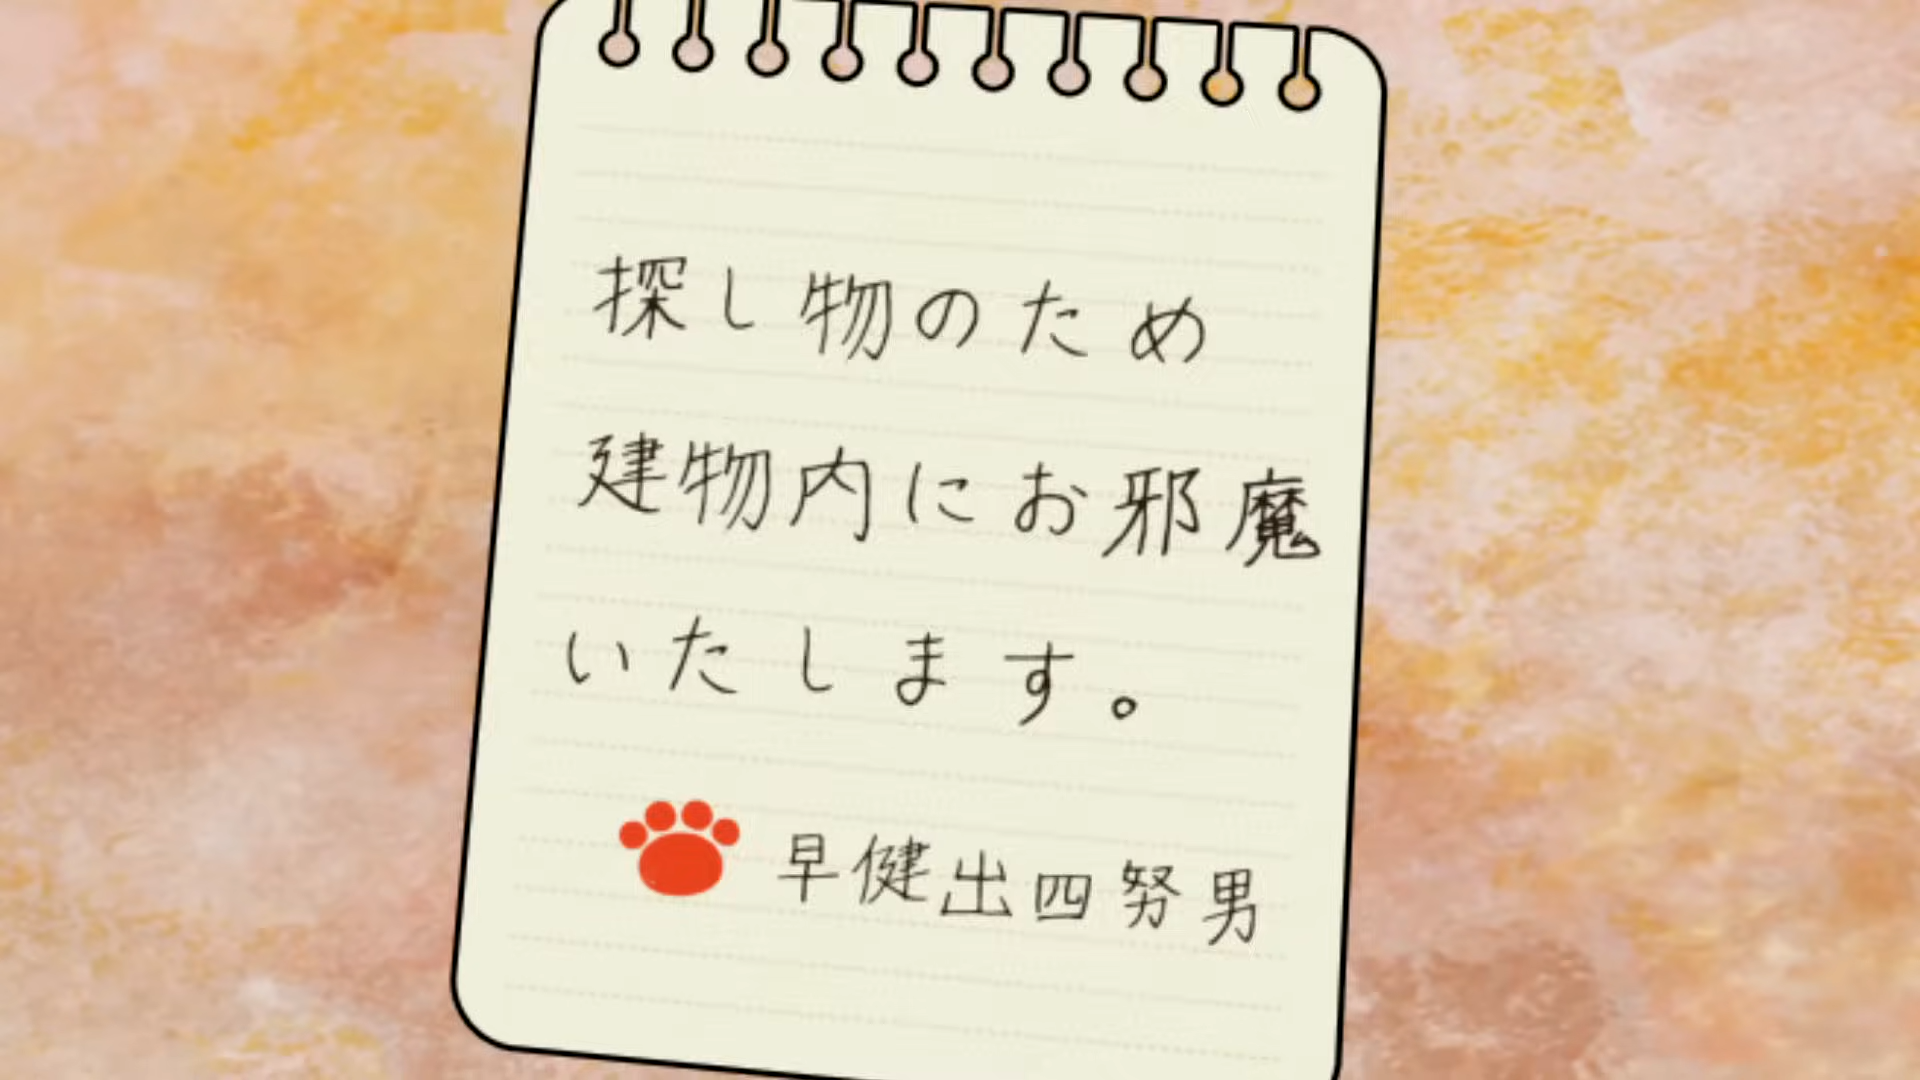 探し物のため
建物内にお邪魔
いたします。
早健出四努男